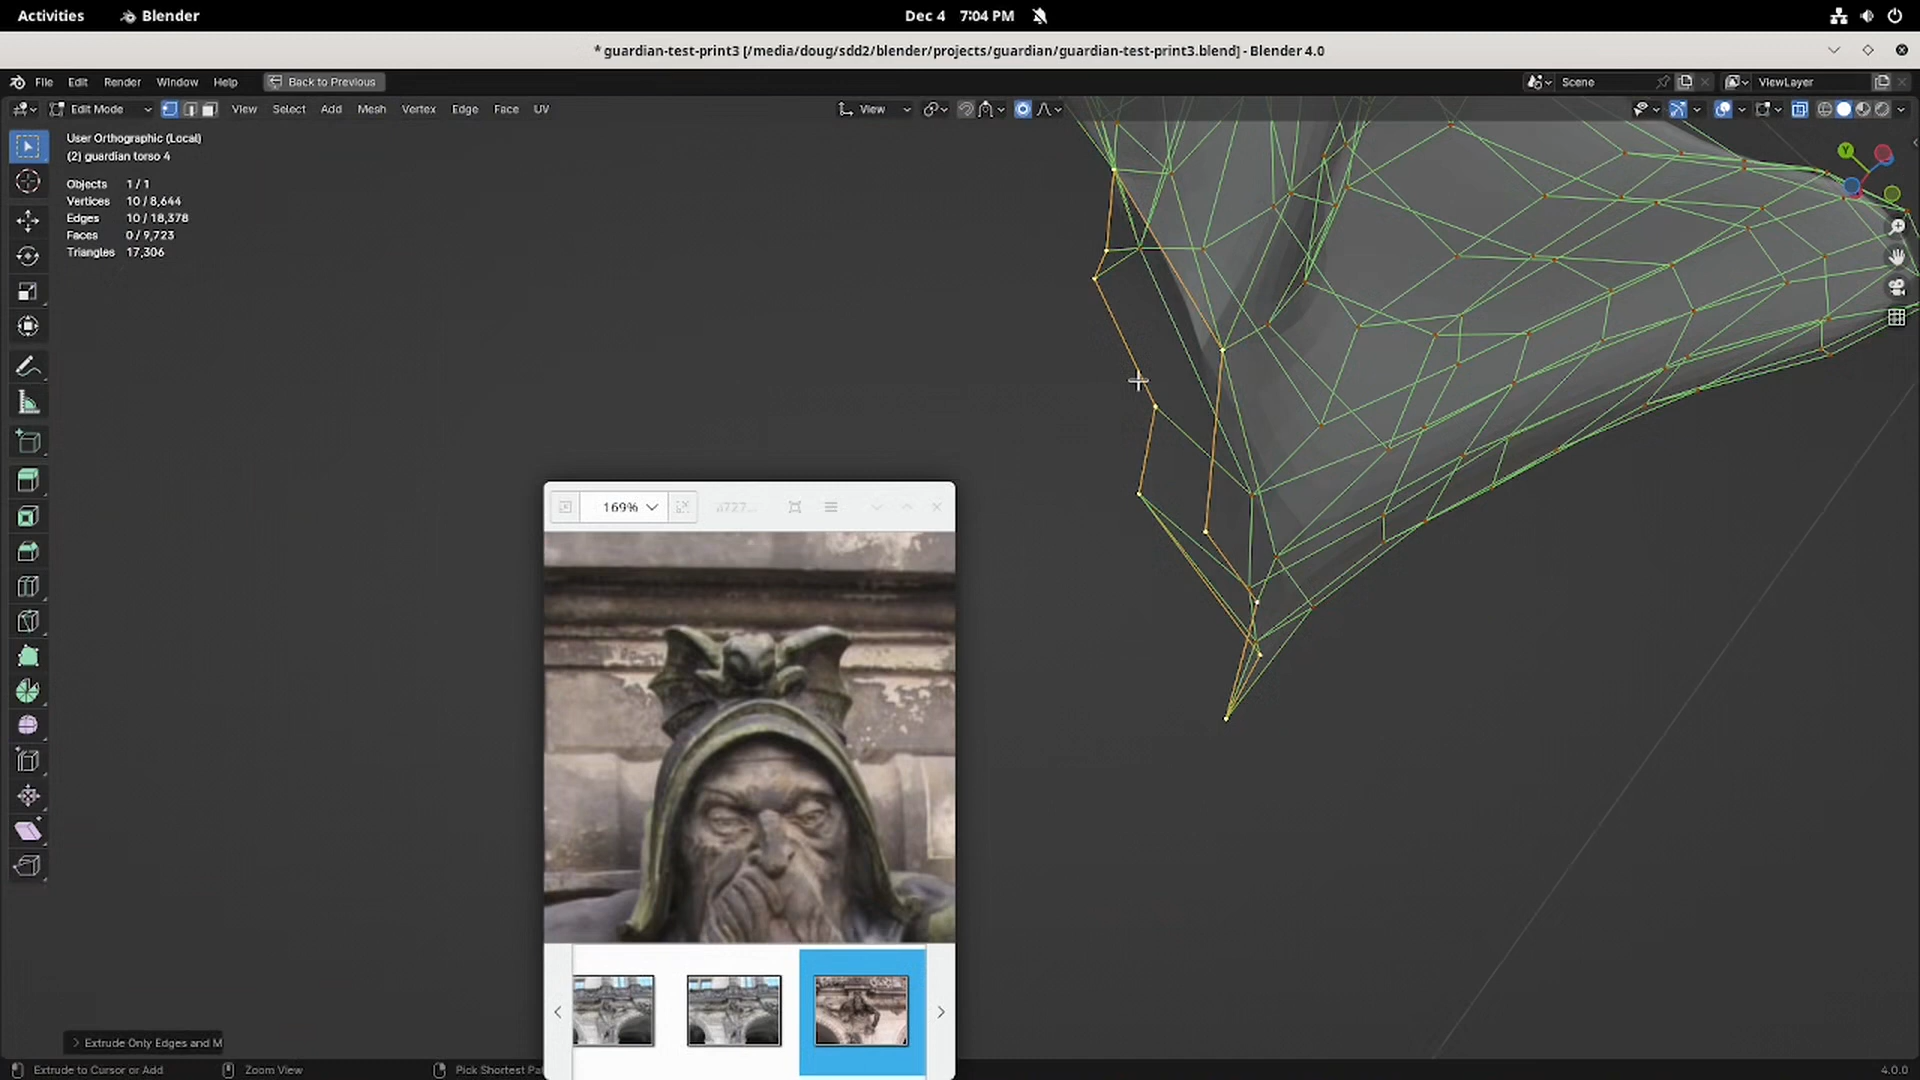 Activities Blender Dec 4 7:04 PM
* guardian-test-print3 [/media/doug/sdd2/blender/projects/guardian/guardian-test-print3.blend] - Blender 4.0
File Edit Render Window Help Back to Previous Scene ViewLayer
Edit Mode View Select Add Mesh Vertex Edge Face UV View
User Orthographic (Local)
(2) guardian torso 4
Objects 1 / 1
Vertices 10 / 8,644
Edges 10 / 18,378
Faces 0 / 9,723
Triangles 17,306
Y
169%
Extrude Only Edges and M
Extrude to Cursor or Add Zoom View Pick Shortest 4.0.0